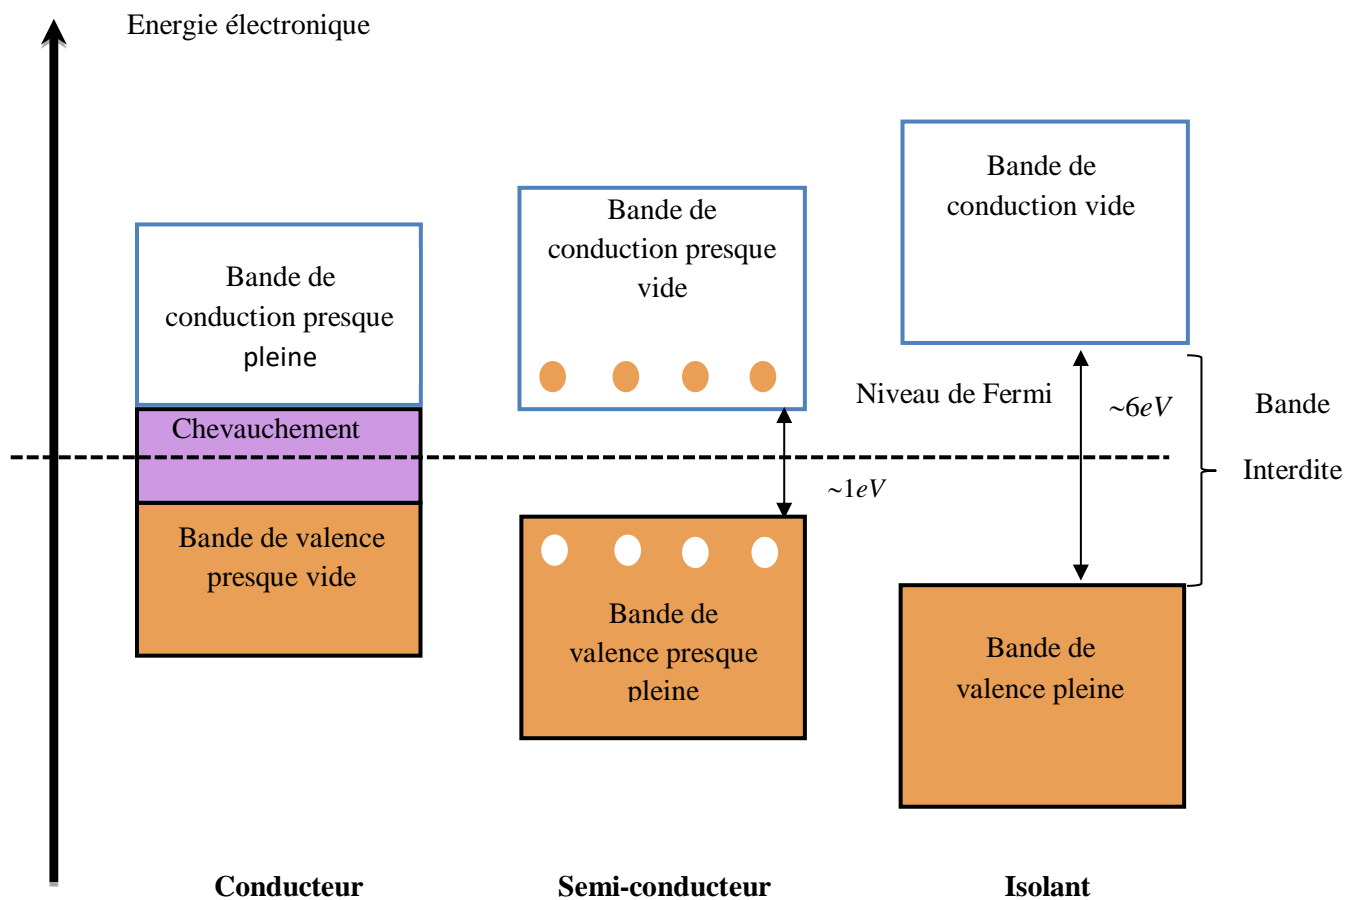 Energie électronique
Bande de
conduction vide
Bande de
conduction presque
vide
Bande de
conduction presque
pleine
Niveau de Fermi
~6eV
Bande
Interdite
Chevauchement
~1eV
Bande de valence
presque vide
Bande de
valence presque
pleine
Bande de
valence pleine
Conducteur
Semi-conducteur
Isolant